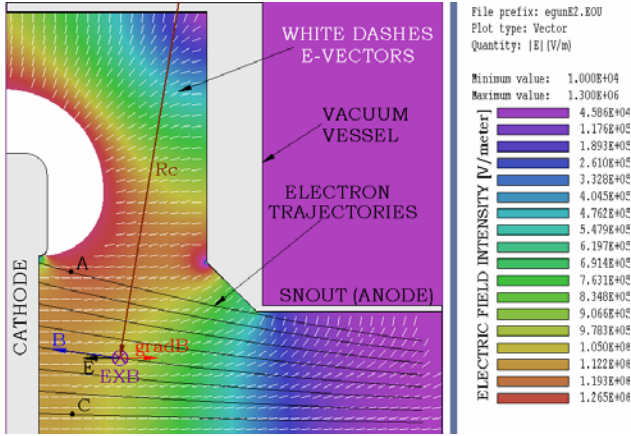 WHITE DASHES
E-VECTORS
VACUUM
VESSEL
Rc
ELECTRON
TRAJECTORIES
A
SNOUT (ANODE)
CATHODE
B
gradB
E
EXB
C
File prefix: egunE2.EOU
Plot type: Vector
Quantity: |E|(V/m)
Minimum value: 1.000E+04
Maximum value: 1.300E+06
ELECTRIC FIELD INTENSITY [V/meter]
4.586E+04
1.176E+05
1.893E+05
2.610E+05
3.328E+05
4.045E+05
4.762E+05
5.479E+05
6.197E+05
6.914E+05
7.631E+05
8.348E+05
9.066E+05
9.783E+05
1.050E+06
1.122E+06
1.193E+06
1.265E+06